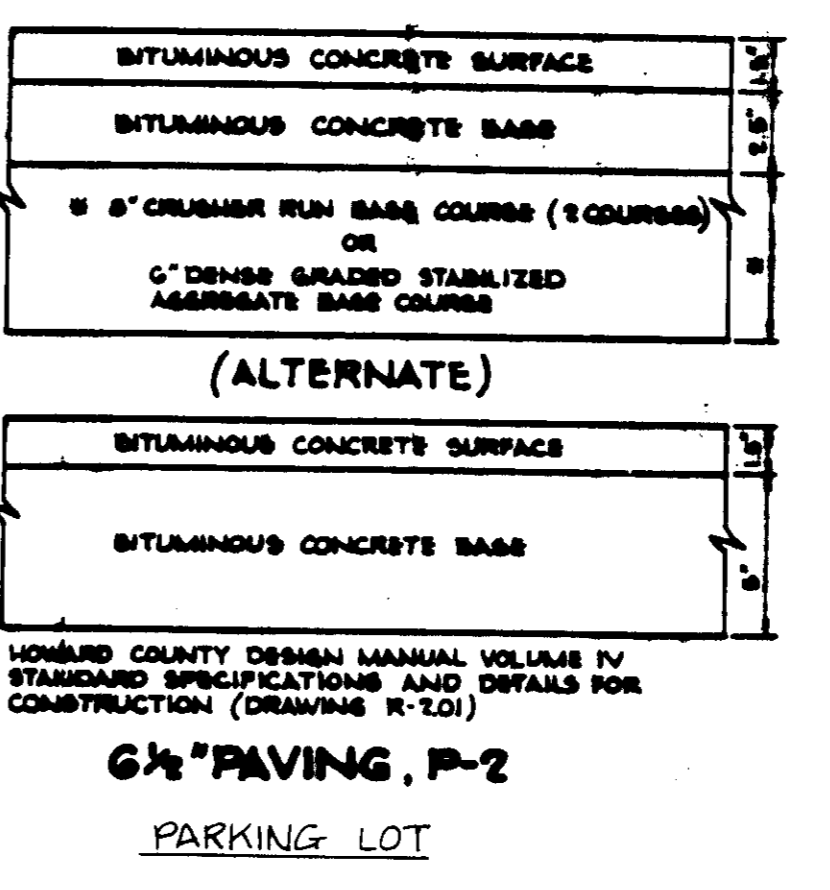 BITUMINOUS CONCRETE SURFACE
1.5"
BITUMINOUS CONCRETE BASE
2.5"
* 8" CRUSHER RUN BASE COURSE (2 COURSES)
OR
6" DENSE GRADED STABILIZED
AGGREGATE BASE COURSE
*
(ALTERNATE)
BITUMINOUS CONCRETE SURFACE
1.5"
BITUMINOUS CONCRETE BASE
5"
HOWARD COUNTY DESIGN MANUAL VOLUME IV
STANDARD SPECIFICATIONS AND DETAILS FOR
CONSTRUCTION (DRAWING R-2.01)
6½" PAVING, P-2
PARKING LOT